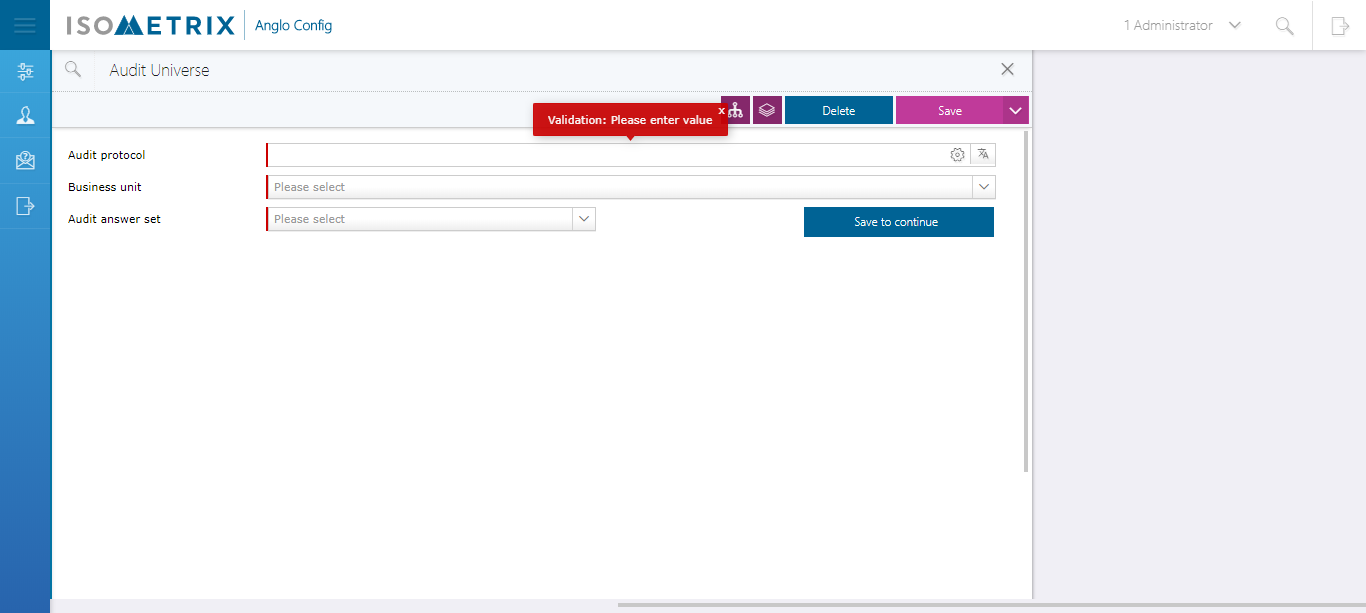 ISOMETRIX Anglo Config 1 Administrator
Audit Universe
Delete Save
x
Validation: Please enter value
Audit protocol
Business unit Please select
Audit answer set Please select Save to continue